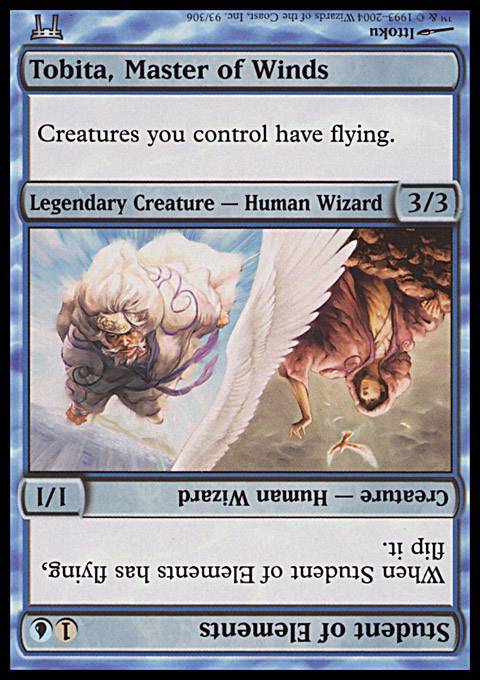 Tobita, Master of Winds
Creatures you control have flying.
Legendary Creature — Human Wizard 3/3
Student of Elements 1
Creature — Human Wizard 1/1
When Student of Elements has flying,
flip it.
Ittoku
™ & © 1993–2004 Wizards of the Coast, Inc. 93/306